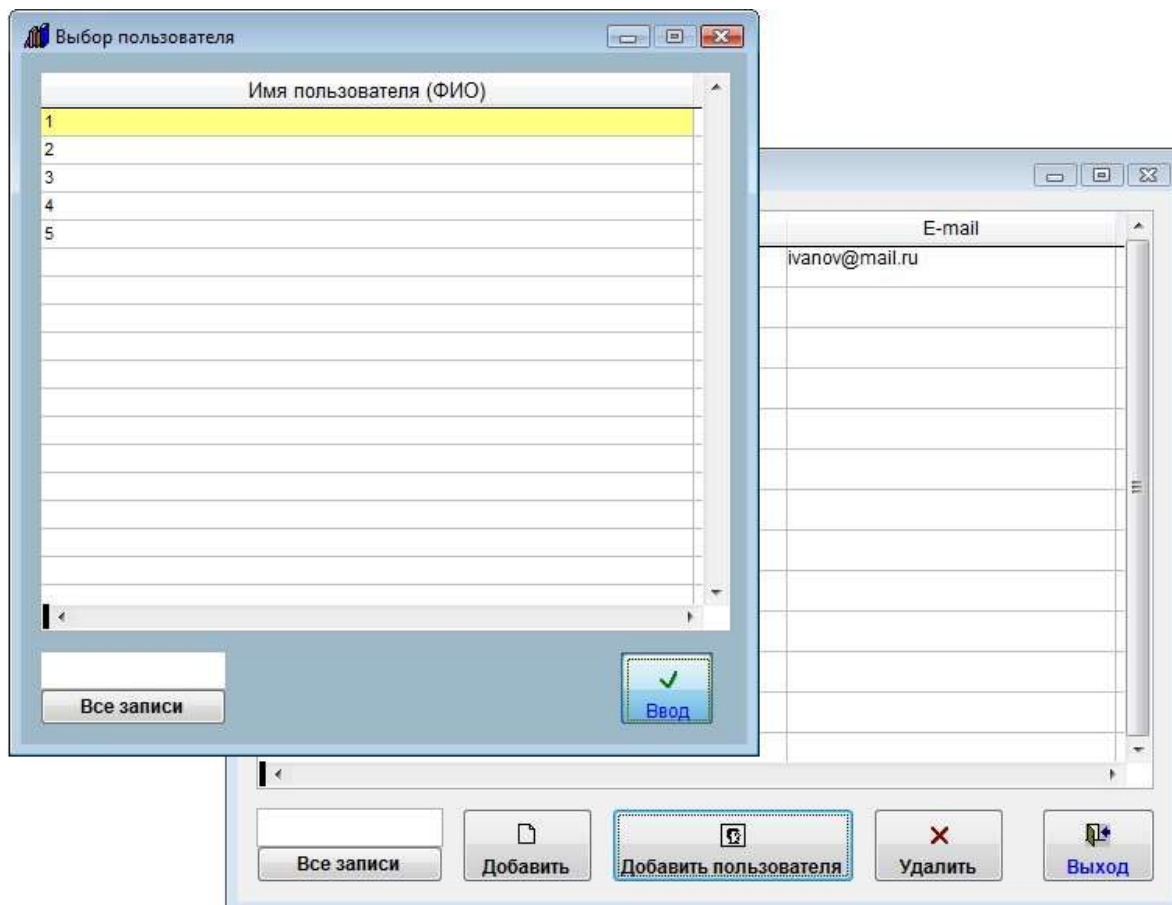 Выбор пользователя
Имя пользователя (ФИО)
1
2
3
4
5
Все записи
Ввод
E-mail
ivanov@mail.ru
Все записи
Добавить
Добавить пользователя
Удалить
Выход